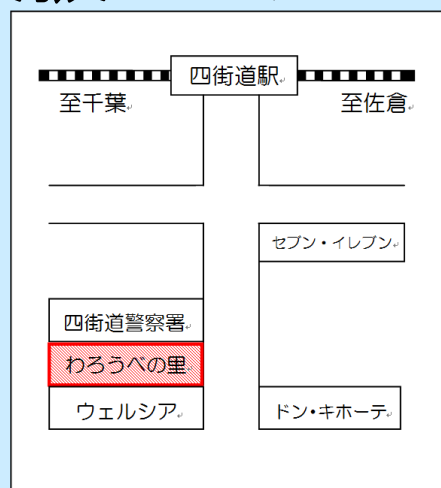 四街道駅
至千葉
至佐倉
セブン・イレブン
四街道警察署
わろうべの里
ウェルシア
ドン・キホーテ